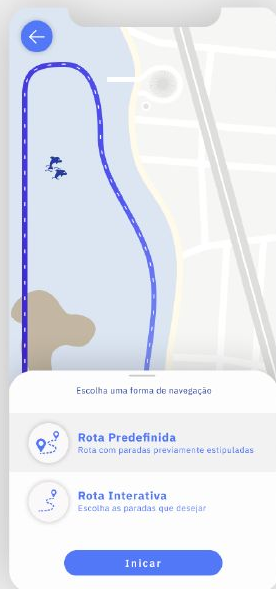 Escolha uma forma de navegação
Rota Predefinida
Rota com paradas previamente estipuladas
Rota Interativa
Escolha as paradas que desejar
Inicar